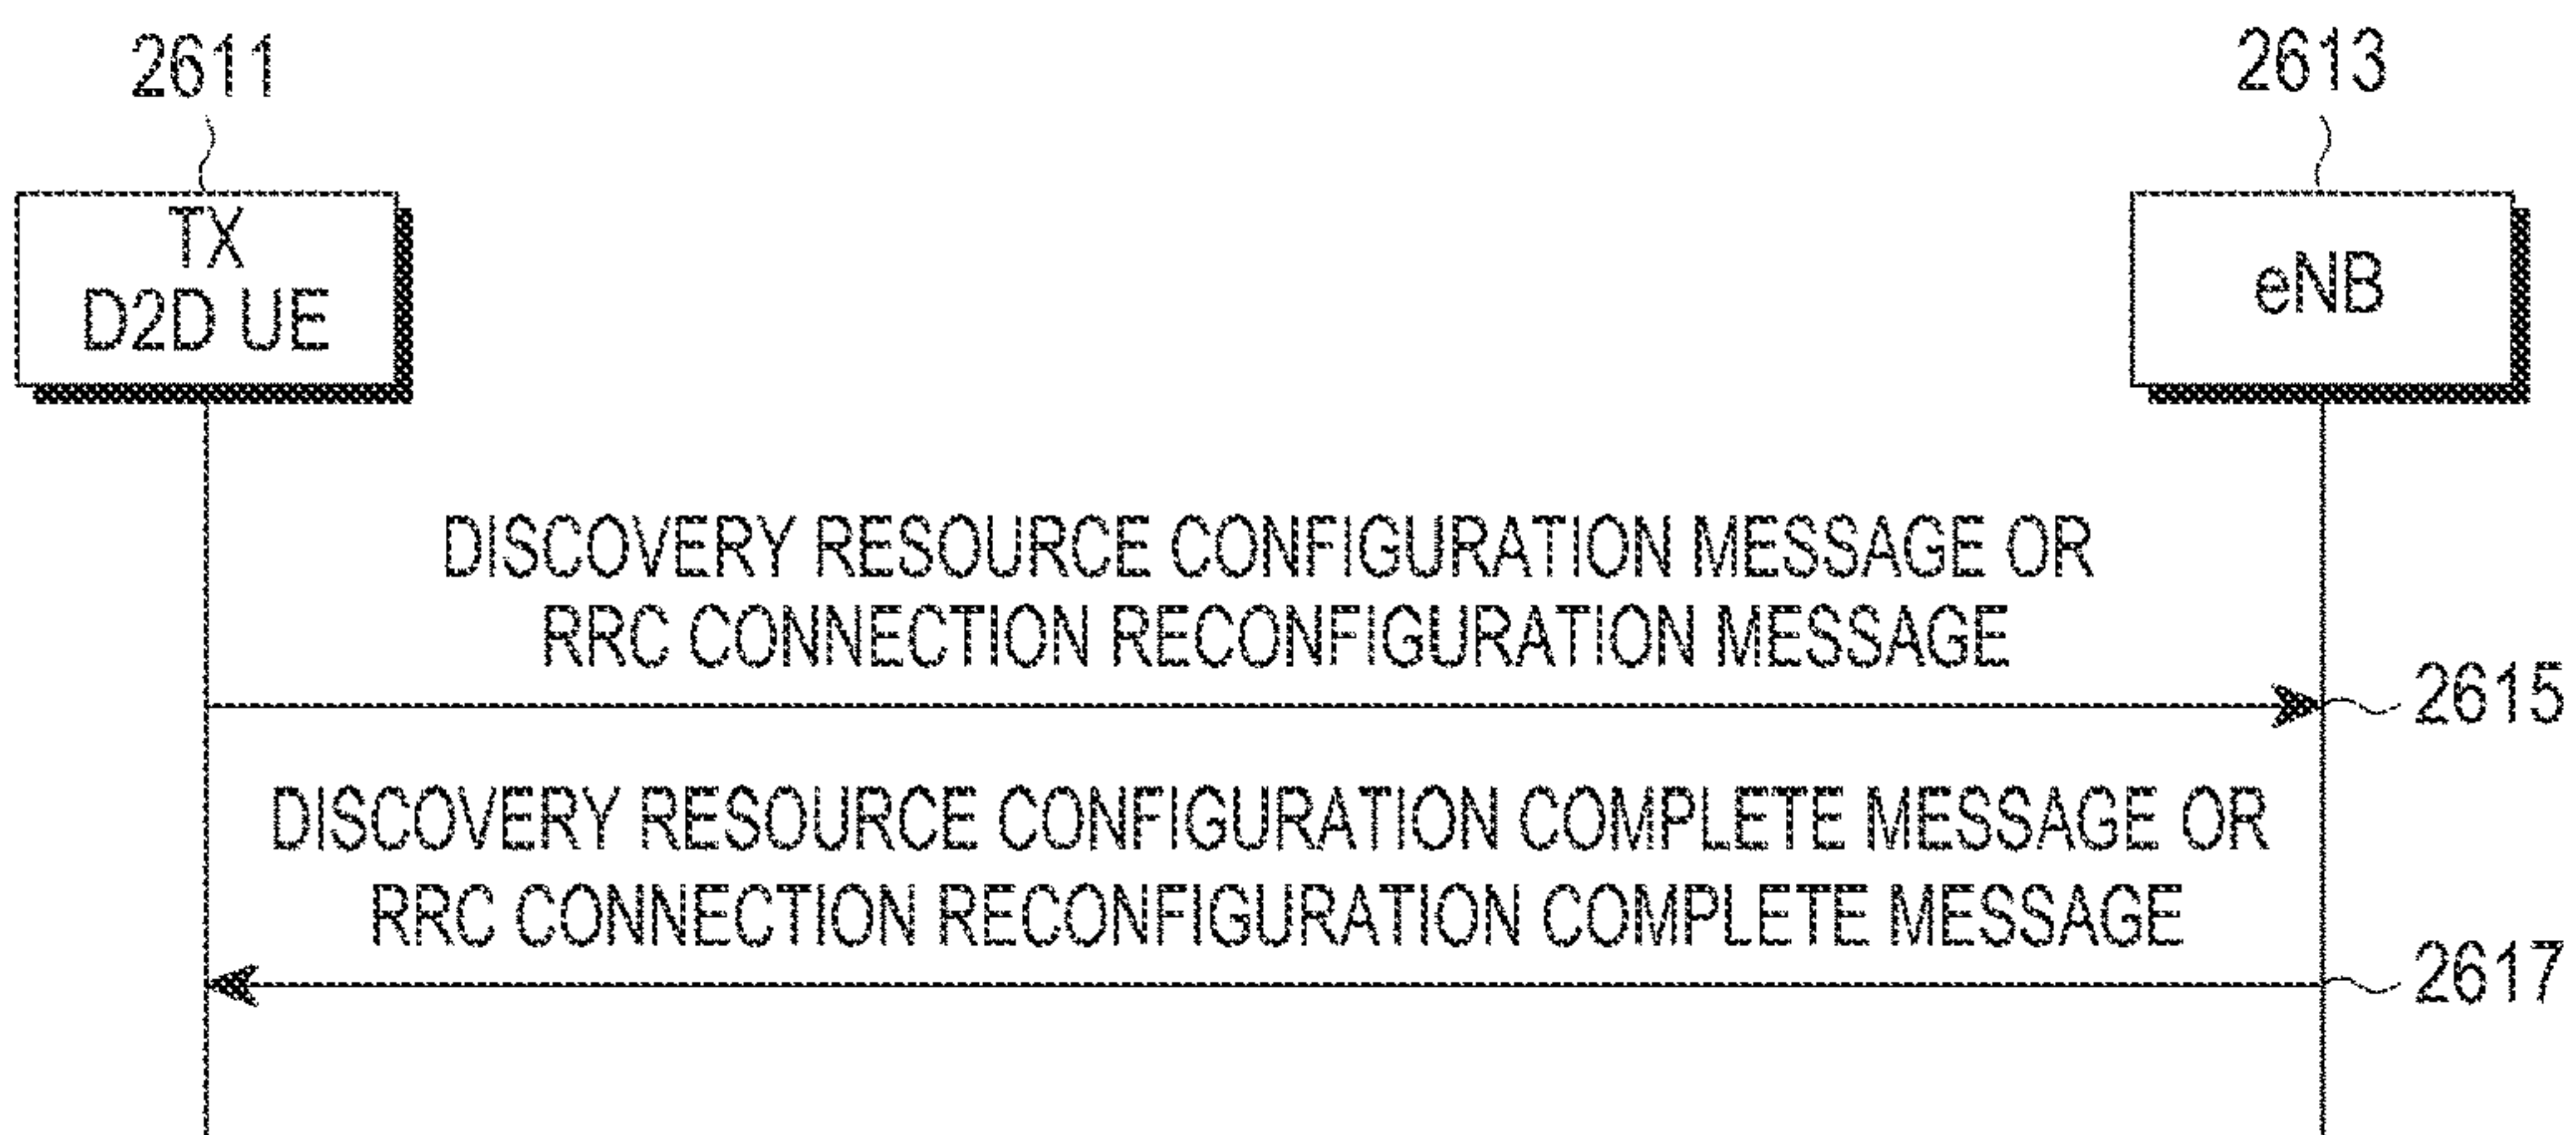 2611
2613
TX
D2D UE
eNB
DISCOVERY RESOURCE CONFIGURATION MESSAGE OR
RRC CONNECTION RECONFIGURATION MESSAGE
2615
DISCOVERY RESOURCE CONFIGURATION COMPLETE MESSAGE OR
RRC CONNECTION RECONFIGURATION COMPLETE MESSAGE
2617